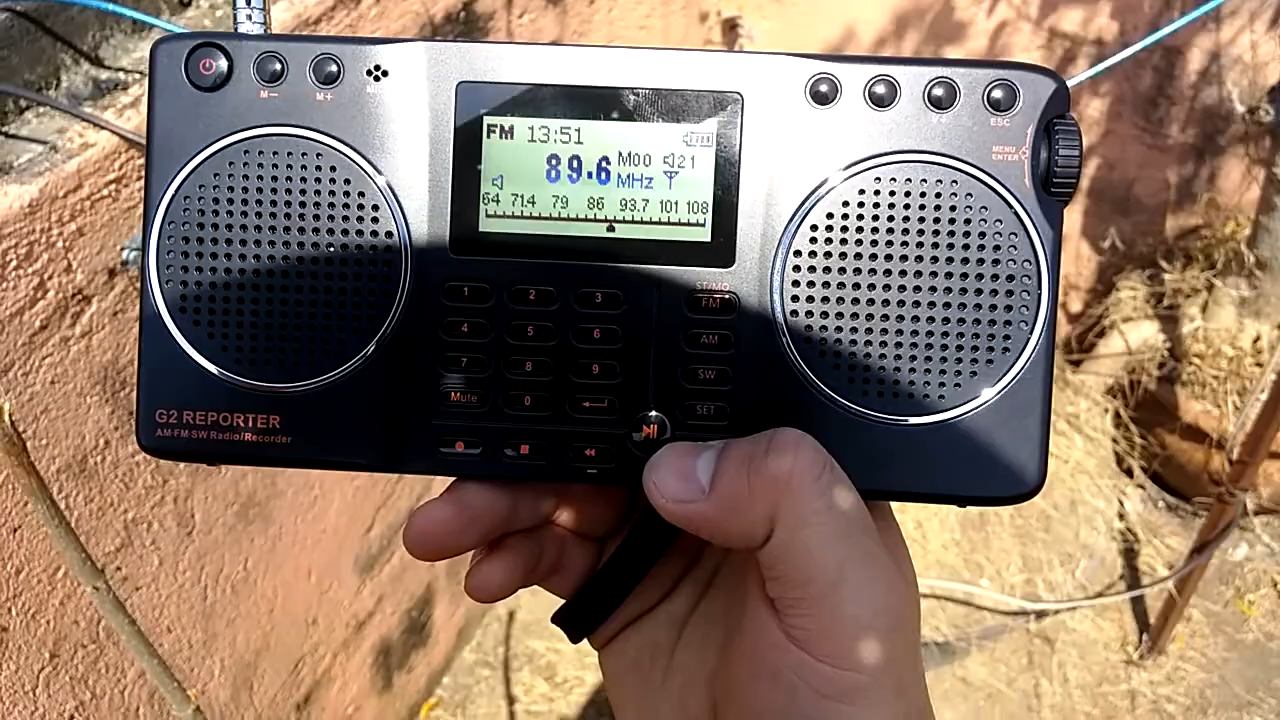 M−
M+
ESC
MENU
ENTER
FM 13:51
89.6 M00 21
MHz
64 71.4 79 86 93.7 101 108
ST/MO
1 2 3 FM
4 5 6 AM
7 8 9 SW
Mute 0 SET
G2 REPORTER
AM·FM·SW Radio/Recorder